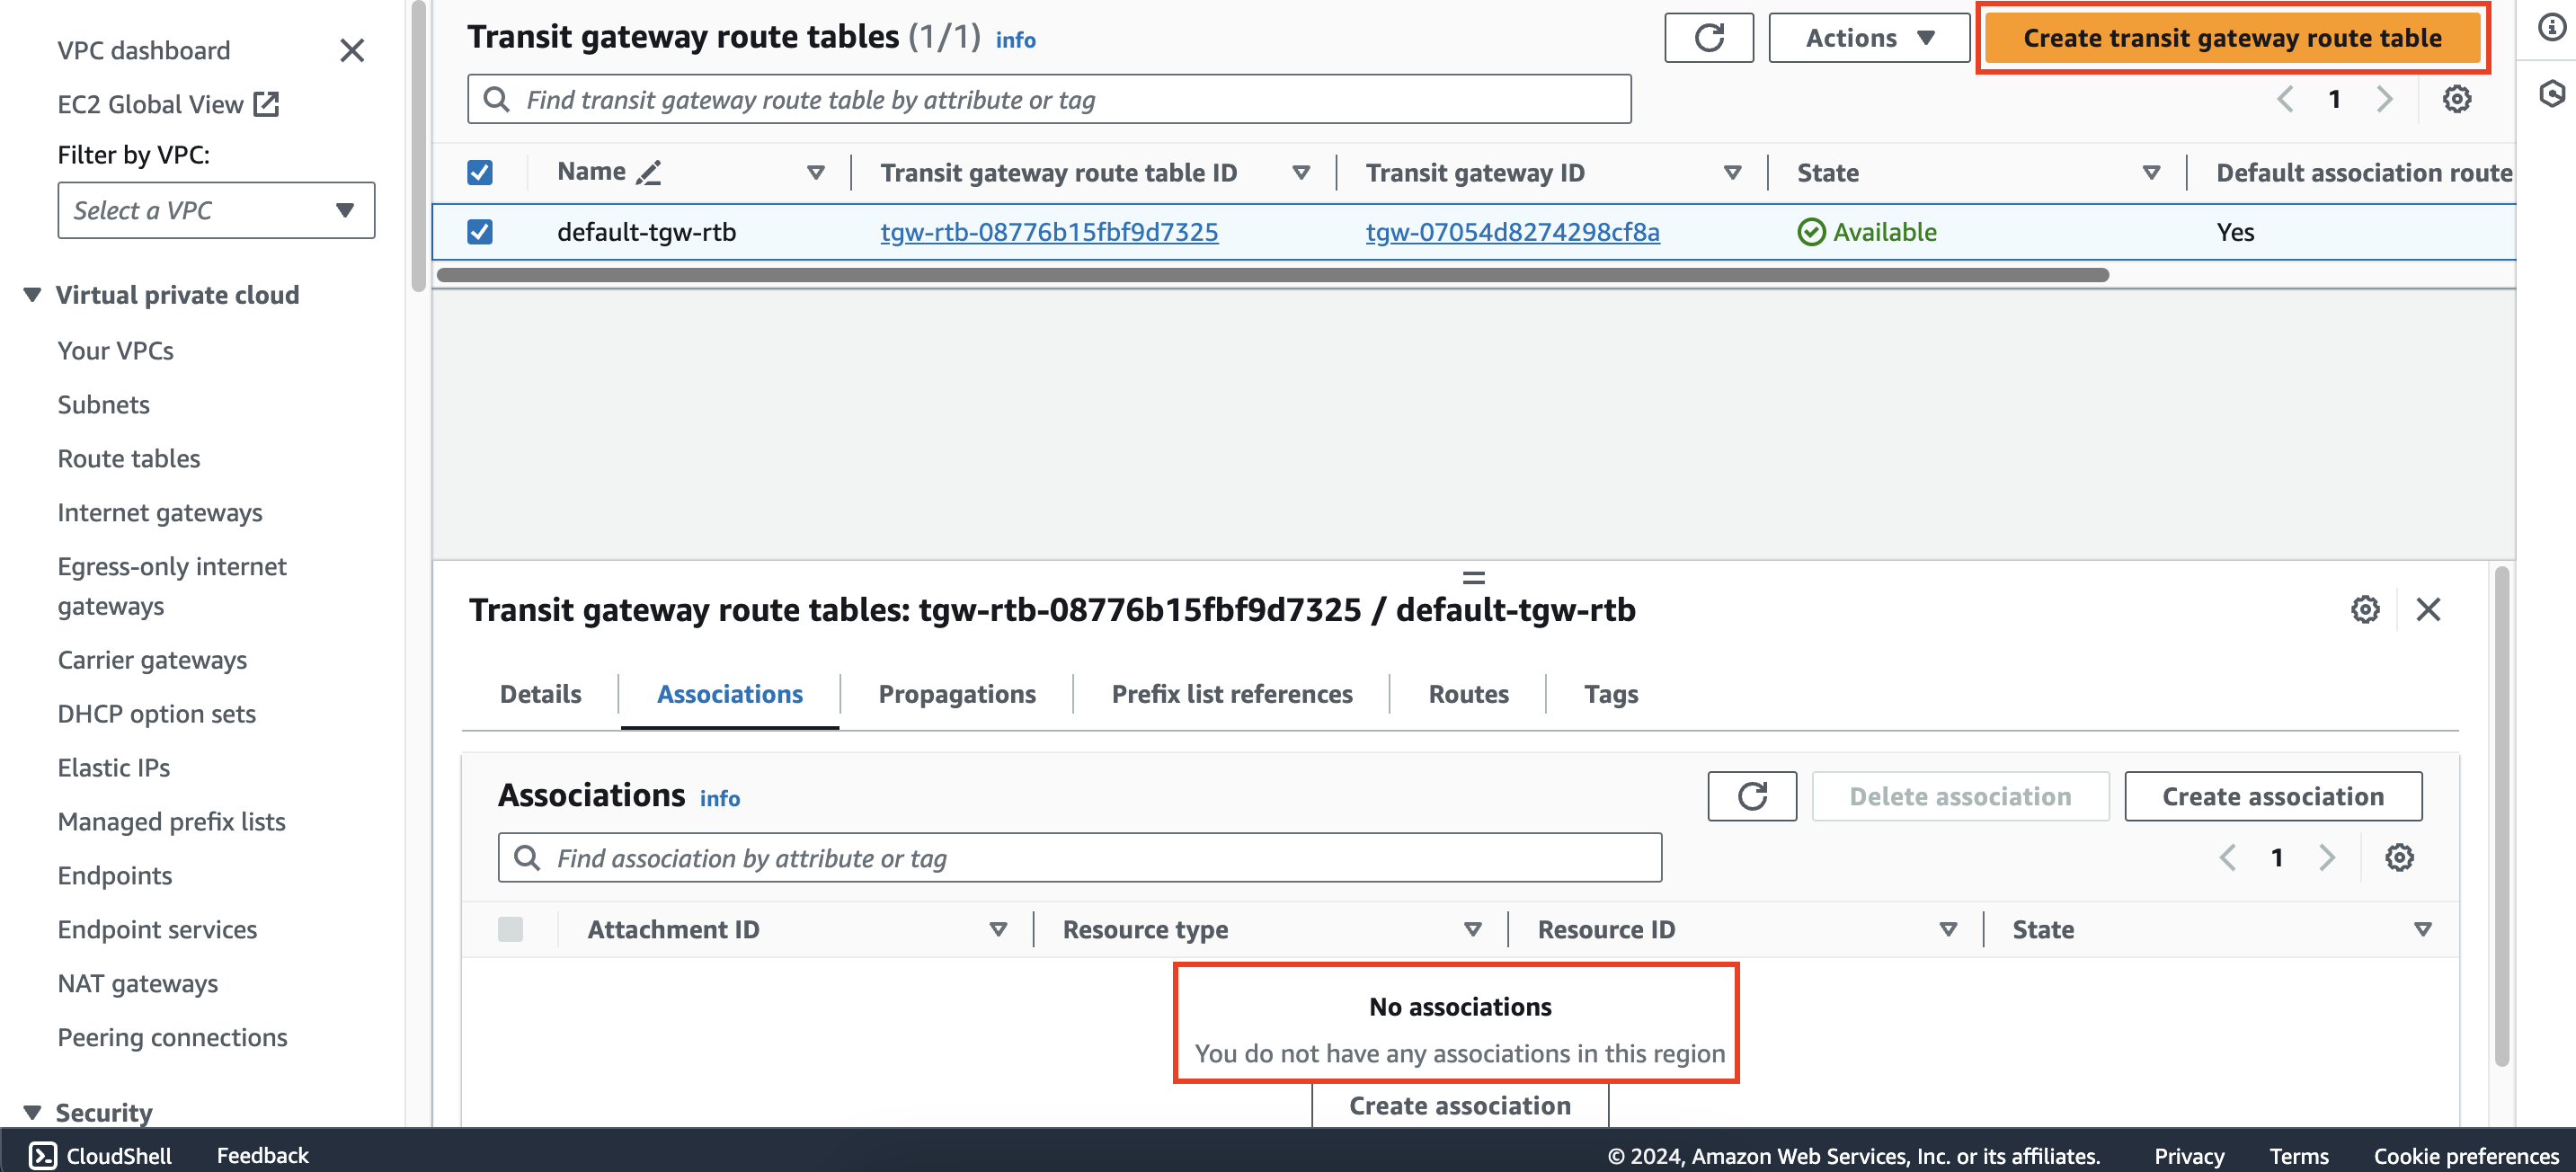 VPC dashboard
EC2 Global View
Filter by VPC:
Select a VPC
Virtual private cloud
Your VPCs
Subnets
Route tables
Internet gateways
Egress-only internet
gateways
Carrier gateways
DHCP option sets
Elastic IPs
Managed prefix lists
Endpoints
Endpoint services
NAT gateways
Peering connections
Security
Transit gateway route tables (1/1) info
Actions
Create transit gateway route table
Find transit gateway route table by attribute or tag
1
Name Transit gateway route table ID Transit gateway ID State Default association route
default-tgw-rtb tgw-rtb-08776b15fbf9d7325 tgw-07054d8274298cf8a Available Yes
Transit gateway route tables: tgw-rtb-08776b15fbf9d7325 / default-tgw-rtb
Details Associations Propagations Prefix list references Routes Tags
Associations info
Delete association Create association
Find association by attribute or tag
1
Attachment ID Resource type Resource ID State
No associations
You do not have any associations in this region
Create association
CloudShell Feedback © 2024, Amazon Web Services, Inc. or its affiliates. Privacy Terms Cookie preferences